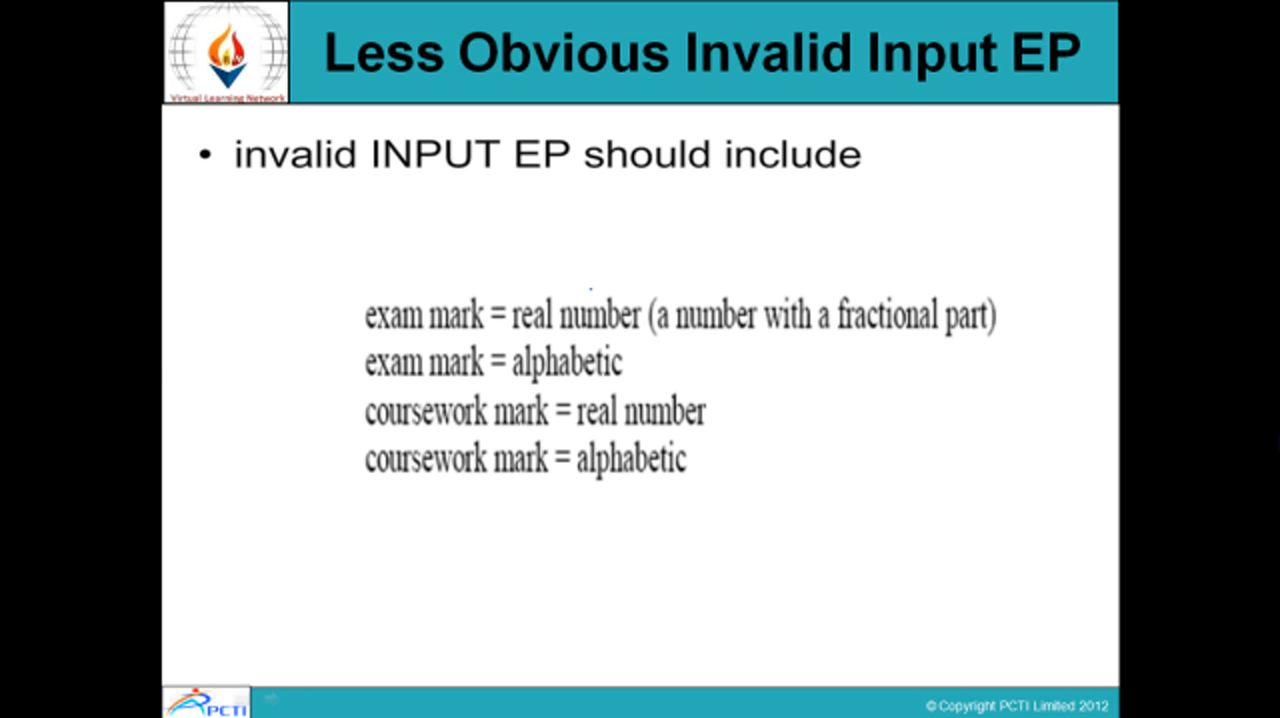 Less Obvious Invalid Input EP
Virtual Learning Network
• invalid INPUT EP should include
exam mark = real number (a number with a fractional part)
exam mark = alphabetic
coursework mark = real number
coursework mark = alphabetic
PCTI
© Copyright PCTI Limited 2012